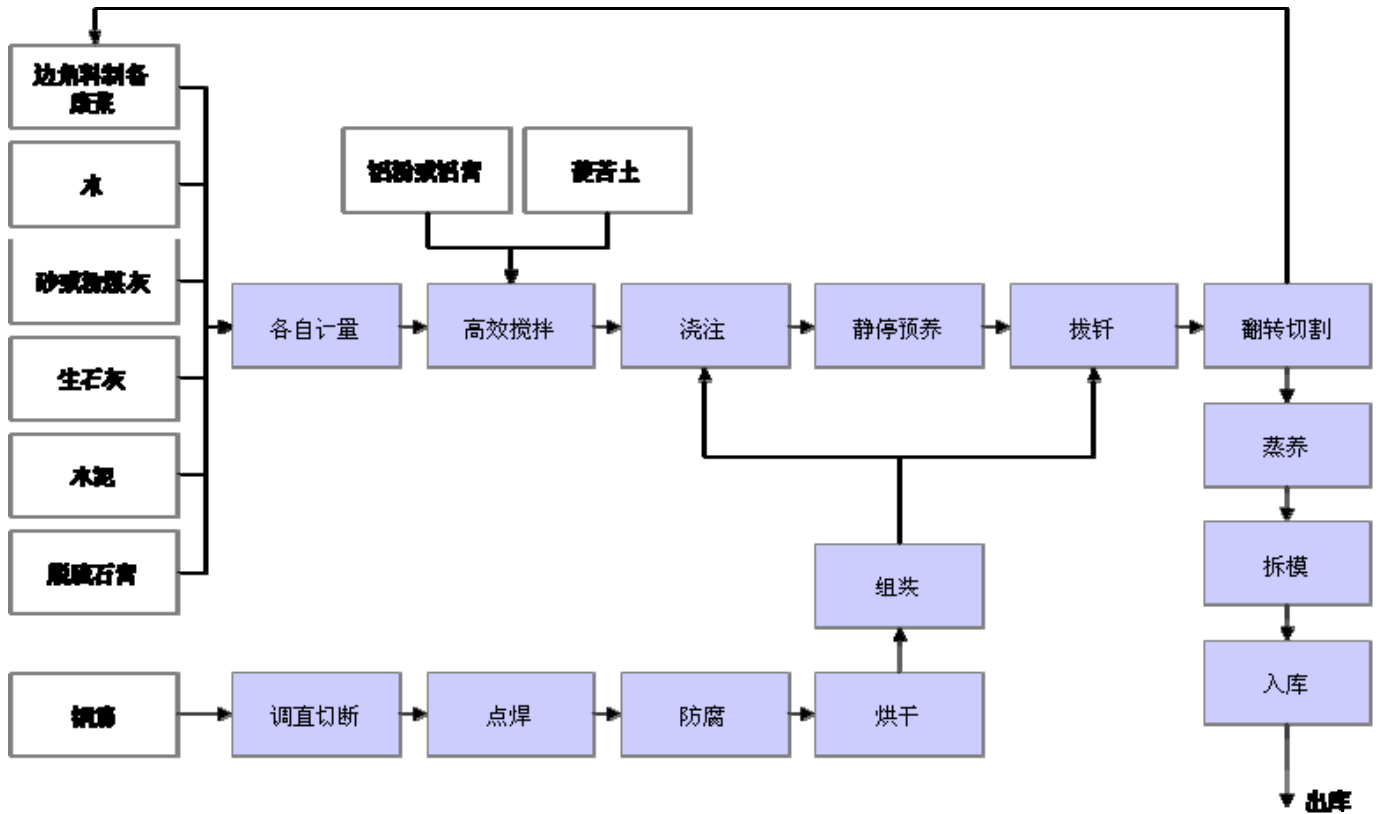 边角料制备
废浆
水
砂或粉煤灰
生石灰
水泥
脱硫石膏
铝粉或铝膏
菱苦土
各自计量
高效搅拌
浇注
静停预养
拔钎
翻转切割
蒸养
拆模
入库
出库
组装
钢筋
调直切断
点焊
防腐
烘干